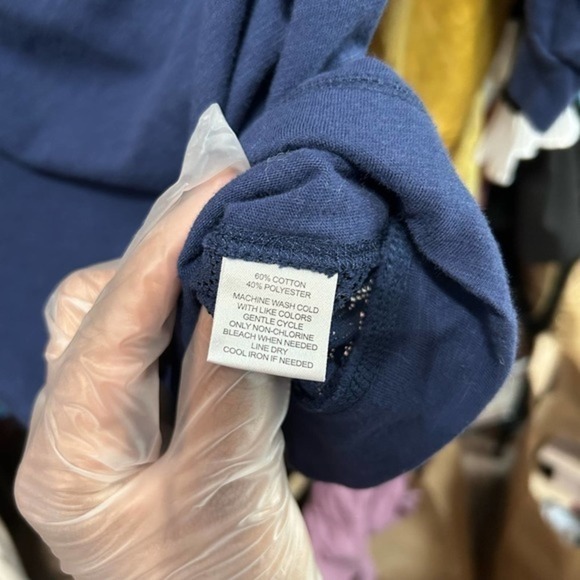 60% COTTON
40% POLYESTER
MACHINE WASH COLD
WITH LIKE COLORS
GENTLE CYCLE
ONLY NON-CHLORINE
BLEACH WHEN NEEDED
LINE DRY
COOL IRON IF NEEDED